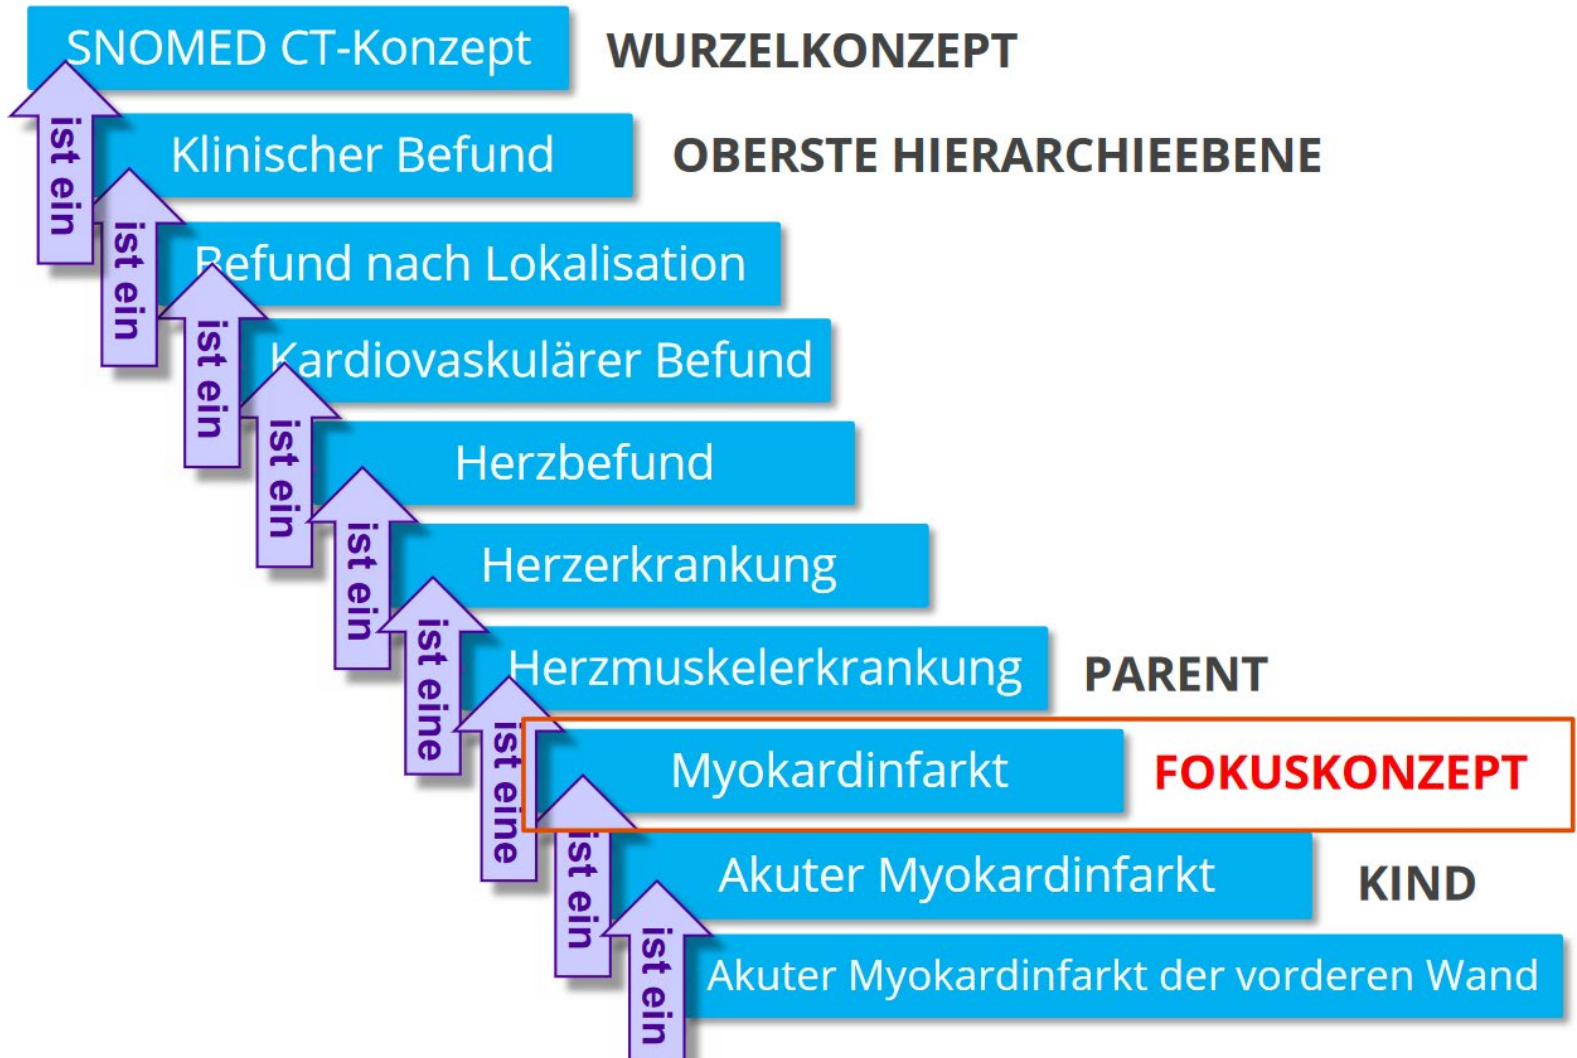 SNOMED CT-Konzept WURZELKONZEPT
ist ein
Klinischer Befund OBERSTE HIERARCHIEEBENE
ist ein
Befund nach Lokalisation
ist ein
Kardiovaskulärer Befund
ist ein
Herzbefund
ist ein
Herzerkrankung
ist eine
Herzmuskelerkrankung PARENT
ist eine
Myokardinfarkt FOKUSKONZEPT
ist ein
Akuter Myokardinfarkt KIND
ist ein
Akuter Myokardinfarkt der vorderen Wand